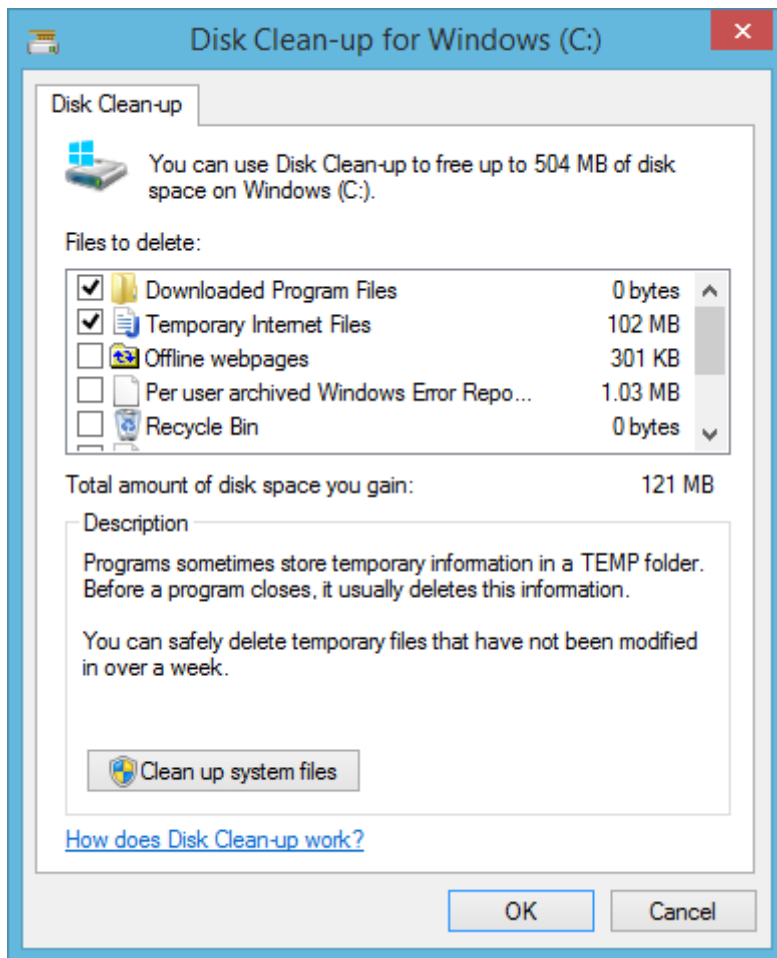 Disk Clean-up for Windows (C:)
Disk Clean-up
You can use Disk Clean-up to free up to 504 MB of disk
space on Windows (C:).
Files to delete:
Downloaded Program Files 0 bytes
Temporary Internet Files 102 MB
Offline webpages 301 KB
Per user archived Windows Error Repo... 1.03 MB
Recycle Bin 0 bytes
Total amount of disk space you gain: 121 MB
Description
Programs sometimes store temporary information in a TEMP folder.
Before a program closes, it usually deletes this information.
You can safely delete temporary files that have not been modified
in over a week.
Clean up system files
How does Disk Clean-up work?
OK Cancel